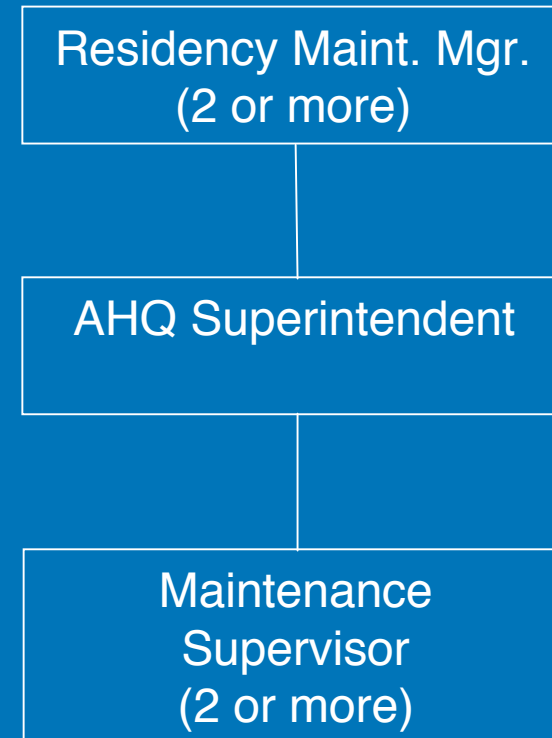 Residency Maint. Mgr.
(2 or more)
AHQ Superintendent
Maintenance
Supervisor
(2 or more)